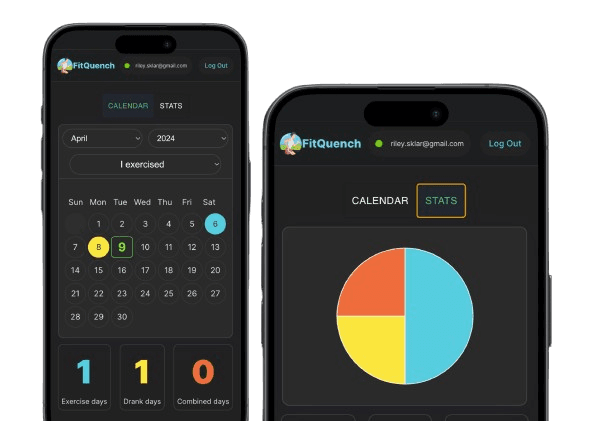 FitQuench riley.sklar@gmail.com Log Out
CALENDAR STATS
April 2024
I exercised
Sun Mon Tue Wed Thu Fri Sat
1 2 3 4 5 6
7 8 9 10 11 12 13
14 15 16 17 18 19 20
21 22 23 24 25 26 27
28 29 30
1 1 0
Exercise days Drank days Combined days
FitQuench riley.sklar@gmail.com Log Out
CALENDAR STATS